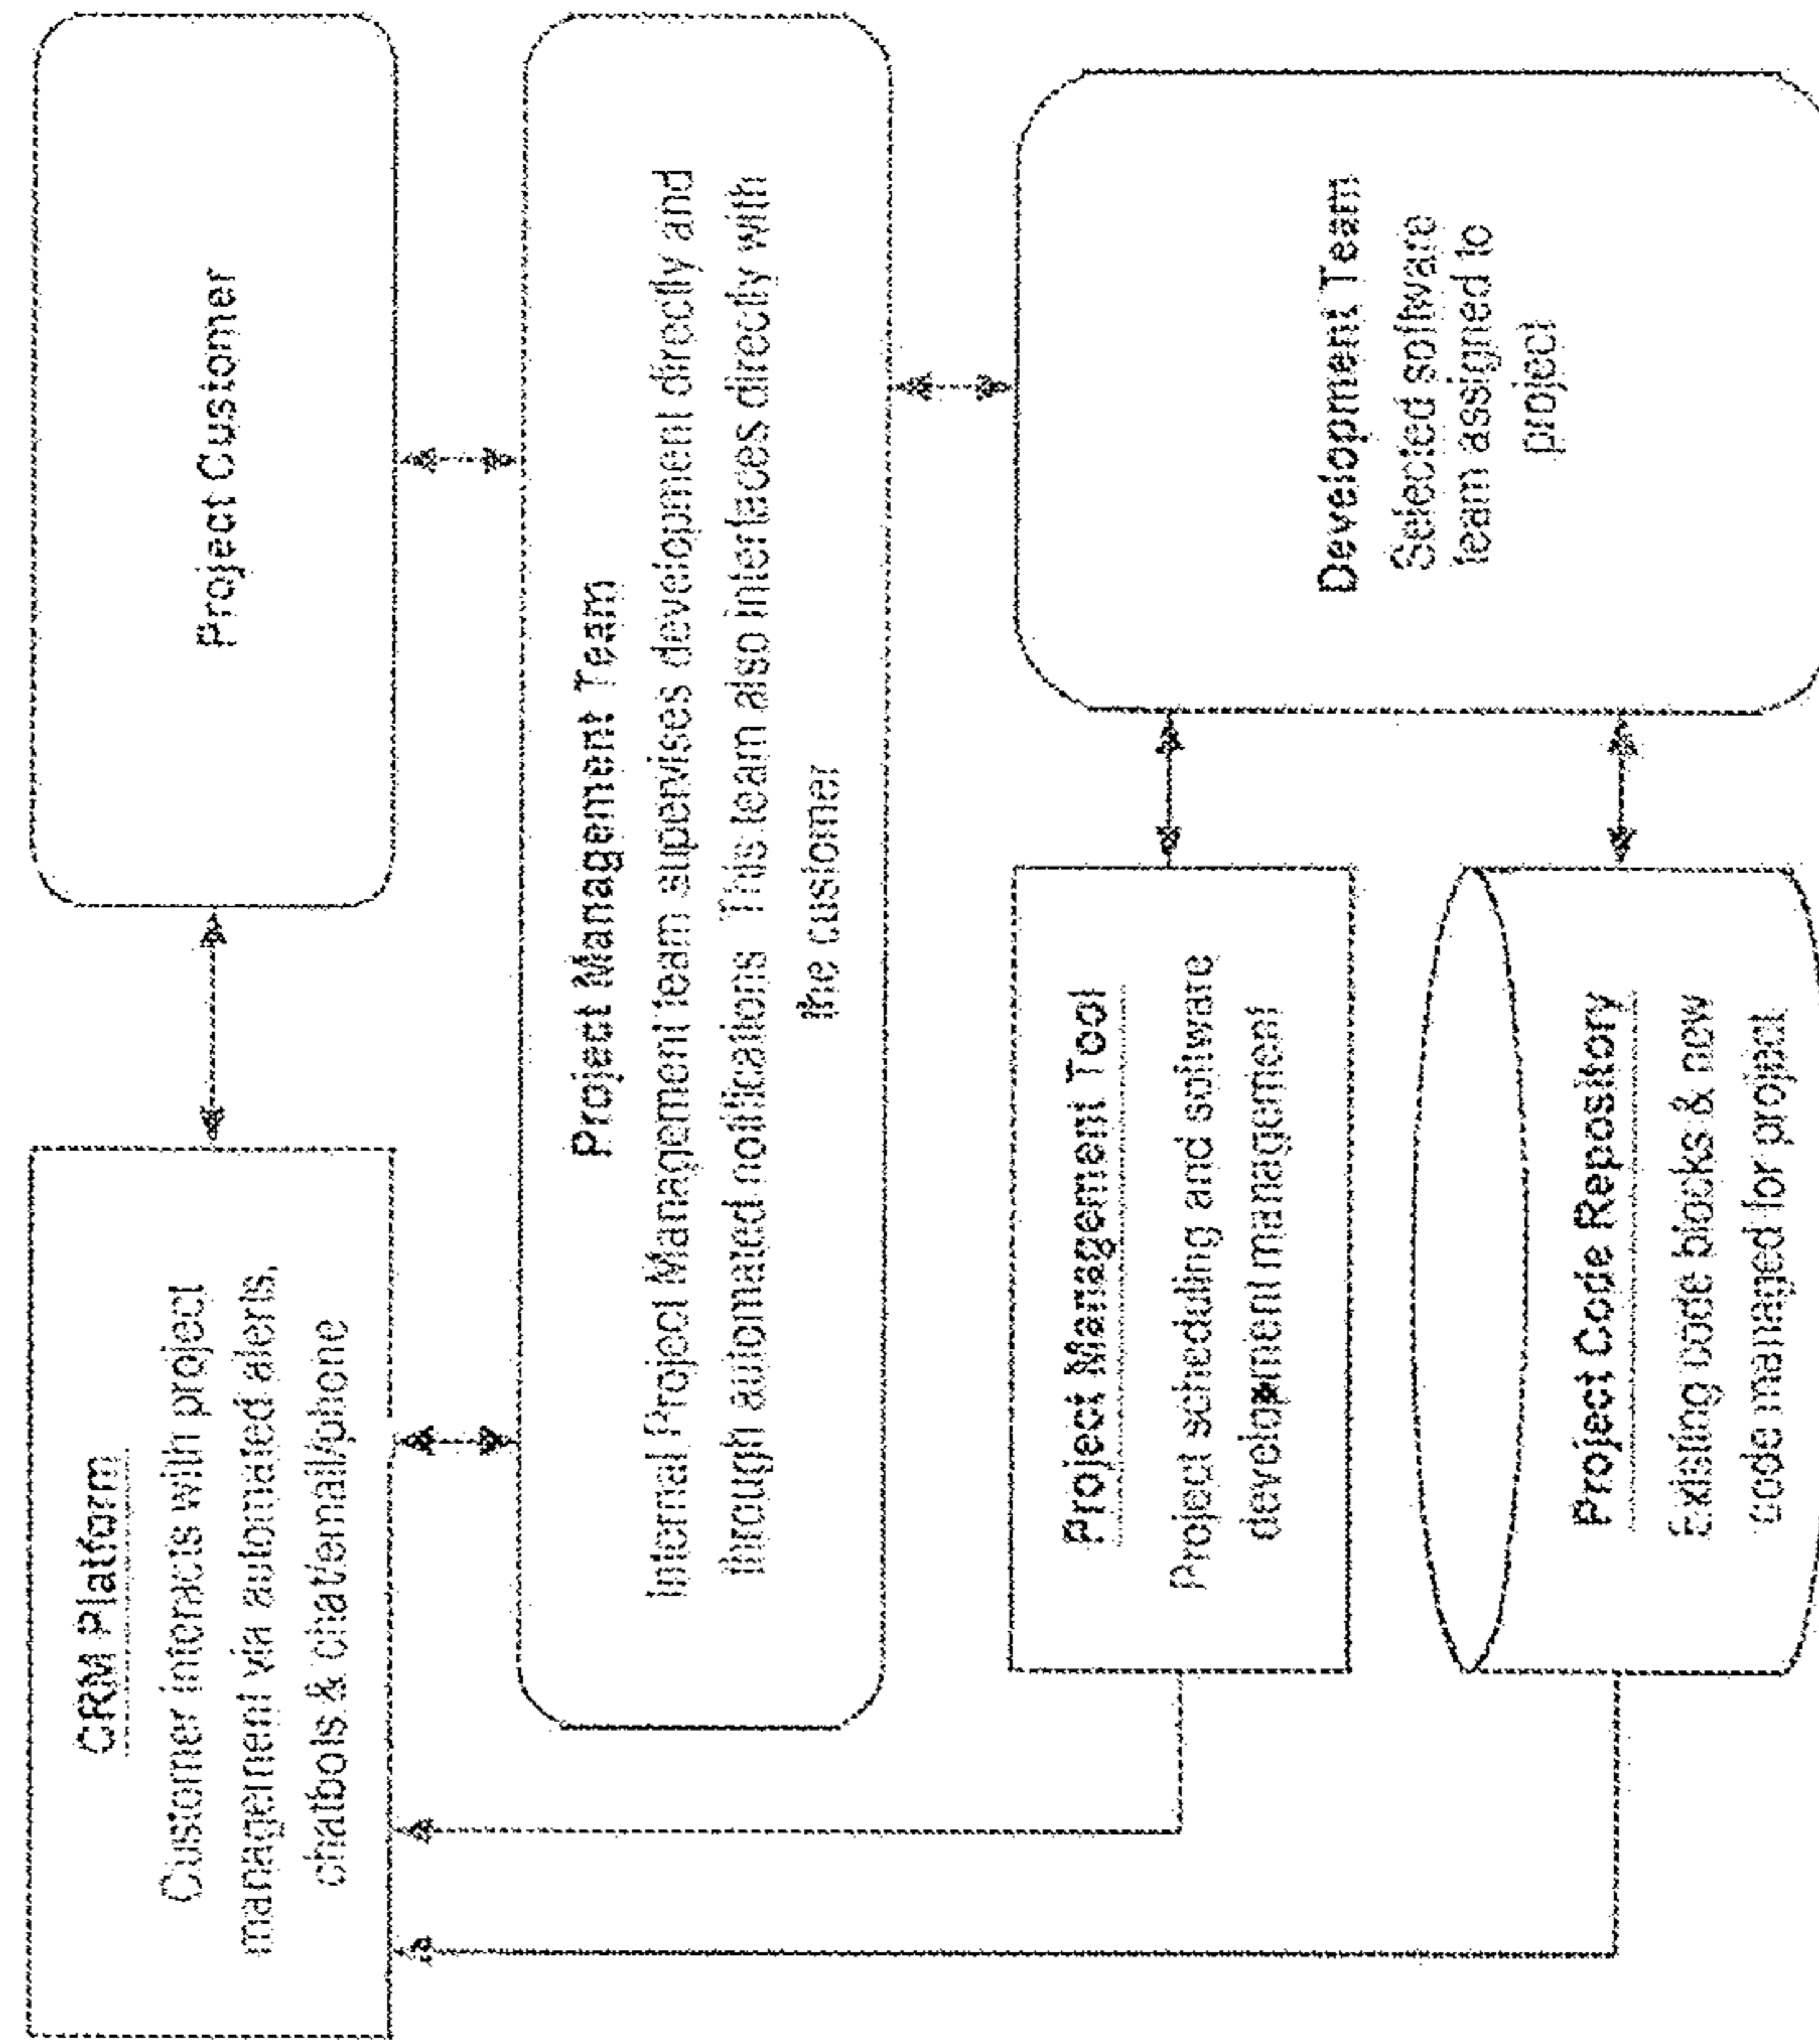 CRM Platform
Customer interacts with project
management via automated alerts,
chatbots & chat/email/phone
Project Customer
Project Management Team
Internal Project Management team supervises development directly and
through automated notifications. This team also interfaces directly with
the customer
Project Management Tool
Project scheduling and software
development management
Development Team
Selected software
team assigned to
project
Project Code Repository
Existing code blocks & new
code managed for project